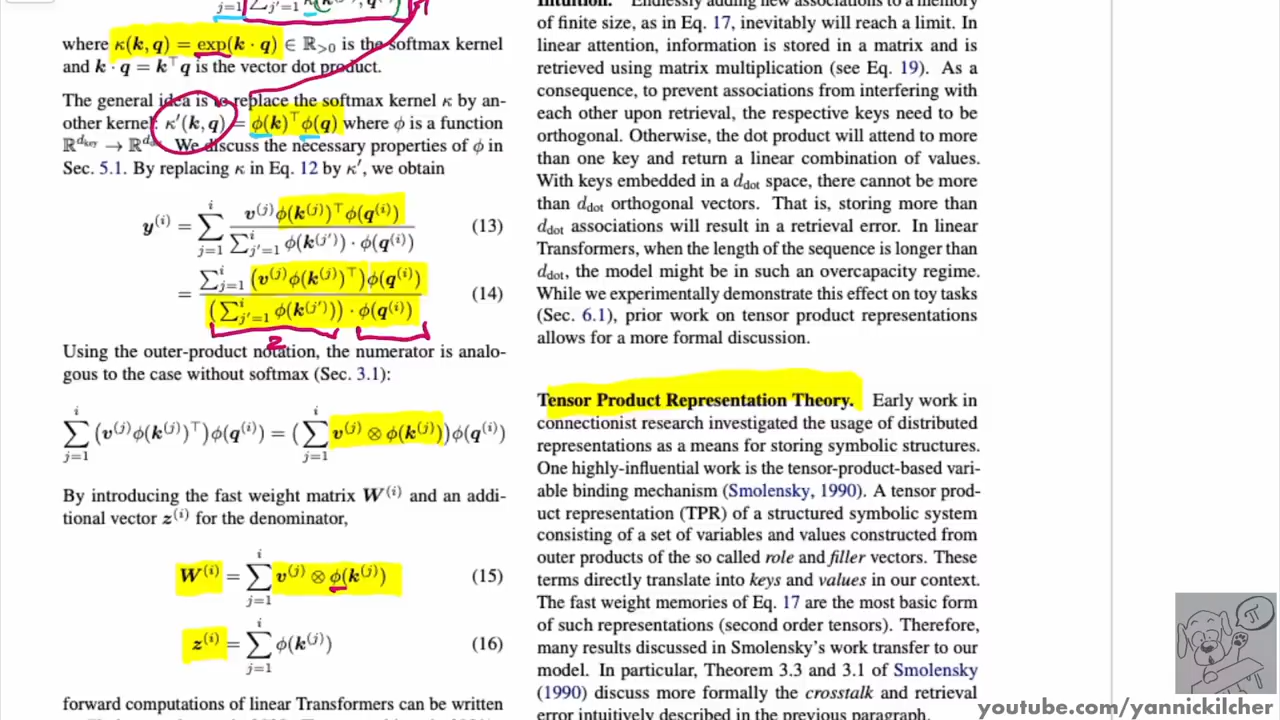 where κ(k, q) = exp(k · q) ∈ ℝ>0 is the softmax kernel
and k · q = k⊤q is the vector dot product.
The general idea is to replace the softmax kernel κ by an-
other kernel: κ′(k, q) = ϕ(k)⊤ϕ(q) where ϕ is a function
We discuss the necessary properties of ϕ in
Sec. 5.1. By replacing κ in Eq. 12 by κ′, we obtain
y(i) = ∑ij=1 v(j)ϕ(k(j))⊤ϕ(q(i)) / ∑ij′=1 ϕ(k(j′)) · ϕ(q(i)) (13)
= ∑ij=1 (v(j)ϕ(k(j))⊤)ϕ(q(i)) / (∑ij′=1 ϕ(k(j′))) · ϕ(q(i)) (14)
z
Using the outer-product notation, the numerator is analo-
gous to the case without softmax (Sec. 3.1):
∑ij=1 (v(j)ϕ(k(j))⊤)ϕ(q(i)) = (∑ij=1 v(j) ⊗ ϕ(k(j)))ϕ(q(i))
By introducing the fast weight matrix W(i) and an addi-
tional vector z(i) for the denominator,
W(i) = ∑ij=1 v(j) ⊗ ϕ(k(j)) (15)
z(i) = ∑ij=1 ϕ(k(j)) (16)
forward computations of linear Transformers can be written
Intuition. Endlessly adding new associations to a memory
of finite size, as in Eq. 17, inevitably will reach a limit. In
linear attention, information is stored in a matrix and is
retrieved using matrix multiplication (see Eq. 19). As a
consequence, to prevent associations from interfering with
each other upon retrieval, the respective keys need to be
orthogonal. Otherwise, the dot product will attend to more
than one key and return a linear combination of values.
With keys embedded in a ddot space, there cannot be more
than ddot orthogonal vectors. That is, storing more than
ddot associations will result in a retrieval error. In linear
Transformers, when the length of the sequence is longer than
ddot, the model might be in such an overcapacity regime.
While we experimentally demonstrate this effect on toy tasks
(Sec. 6.1), prior work on tensor product representations
allows for a more formal discussion.
Tensor Product Representation Theory. Early work in
connectionist research investigated the usage of distributed
representations as a means for storing symbolic structures.
One highly-influential work is the tensor-product-based vari-
able binding mechanism (Smolensky, 1990). A tensor prod-
uct representation (TPR) of a structured symbolic system
consisting of a set of variables and values constructed from
outer products of the so called role and filler vectors. These
terms directly translate into keys and values in our context.
The fast weight memories of Eq. 17 are the most basic form
of such representations (second order tensors). Therefore,
many results discussed in Smolensky's work transfer to our
model. In particular, Theorem 3.3 and 3.1 of Smolensky
(1990) discuss more formally the crosstalk and retrieval
error intuitively described in the previous paragraph.
π
youtube.com/yannickilcher